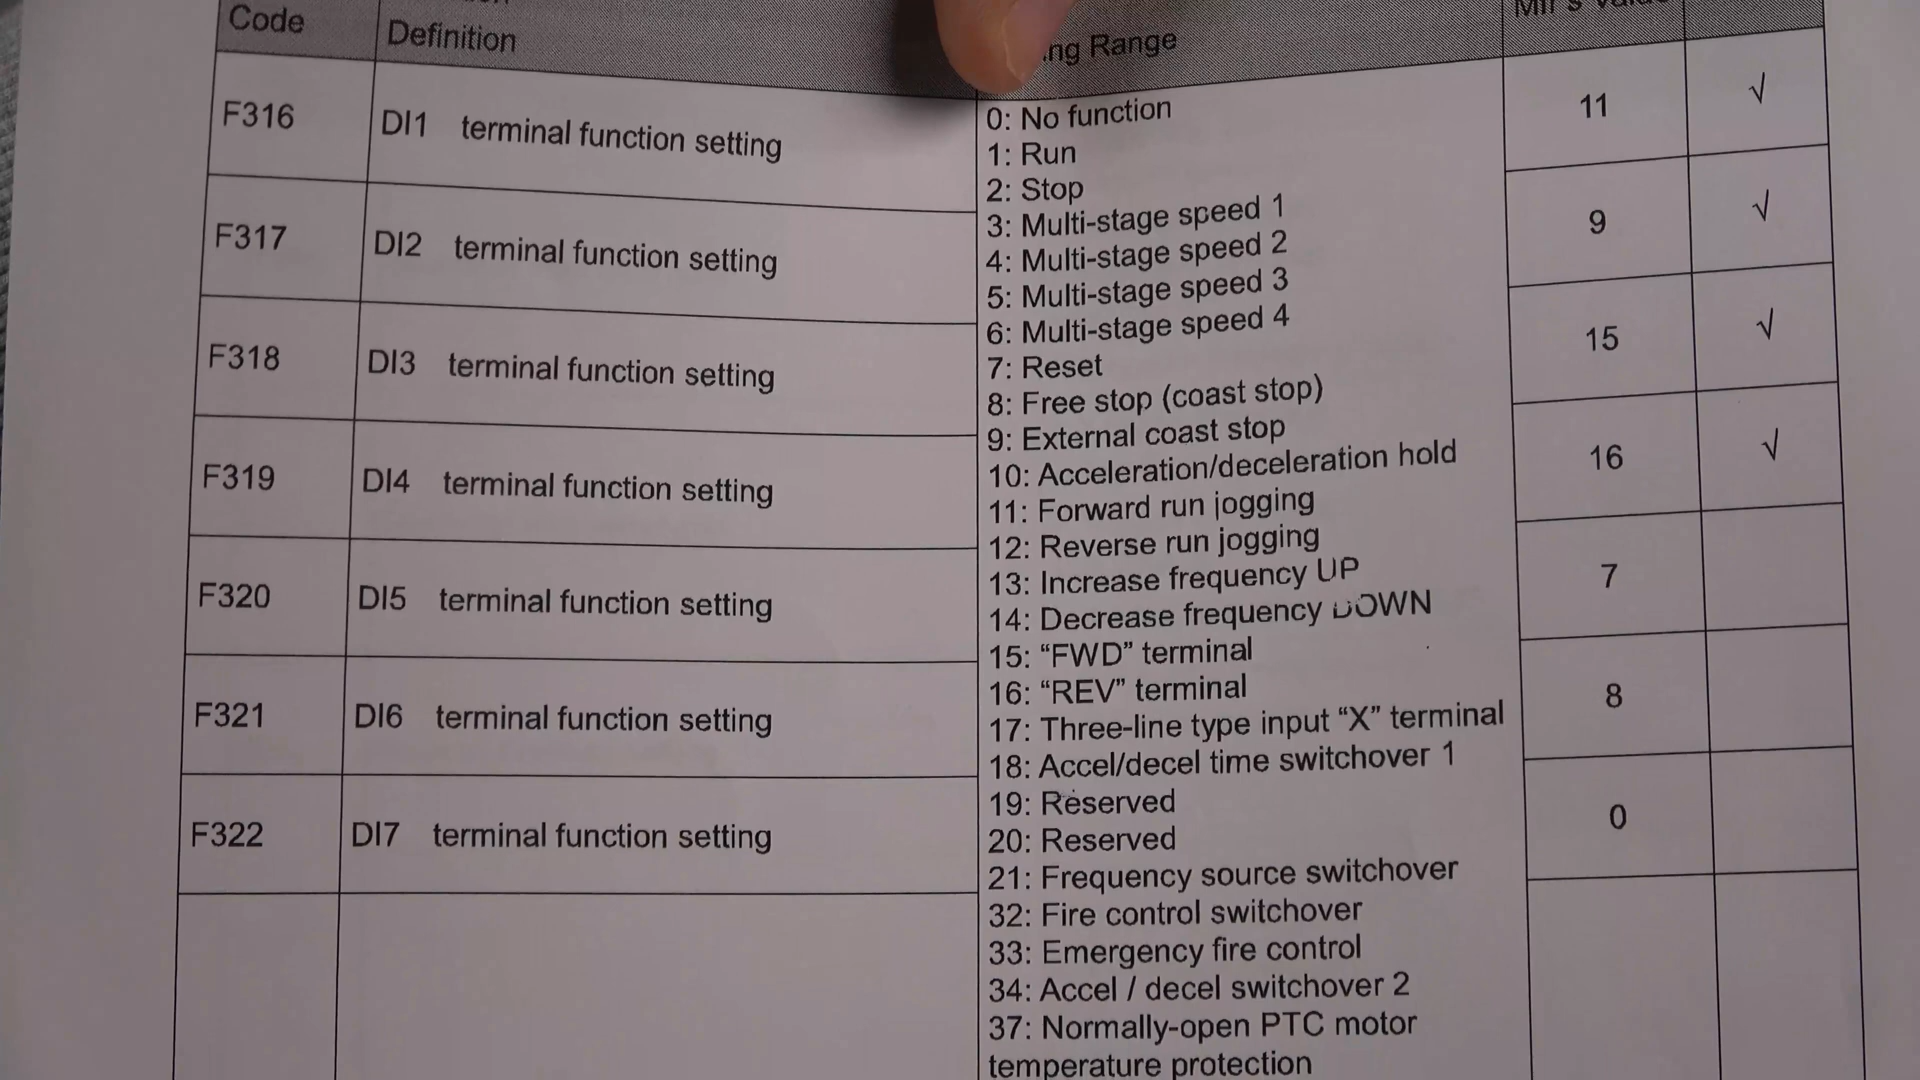 Code
Definition
Range
Mfr's Value
F316 DI1 terminal function setting
F317 DI2 terminal function setting
F318 DI3 terminal function setting
F319 DI4 terminal function setting
F320 DI5 terminal function setting
F321 DI6 terminal function setting
F322 DI7 terminal function setting
0: No function
1: Run
2: Stop
3: Multi-stage speed 1
4: Multi-stage speed 2
5: Multi-stage speed 3
6: Multi-stage speed 4
7: Reset
8: Free stop (coast stop)
9: External coast stop
10: Acceleration/deceleration hold
11: Forward run jogging
12: Reverse run jogging
13: Increase frequency UP
14: Decrease frequency DOWN
15: “FWD” terminal
16: “REV” terminal
17: Three-line type input “X” terminal
18: Accel/decel time switchover 1
19: Reserved
20: Reserved
21: Frequency source switchover
32: Fire control switchover
33: Emergency fire control
34: Accel / decel switchover 2
37: Normally-open PTC motor
temperature protection
11 √
9 √
15 √
16 √
7
8
0